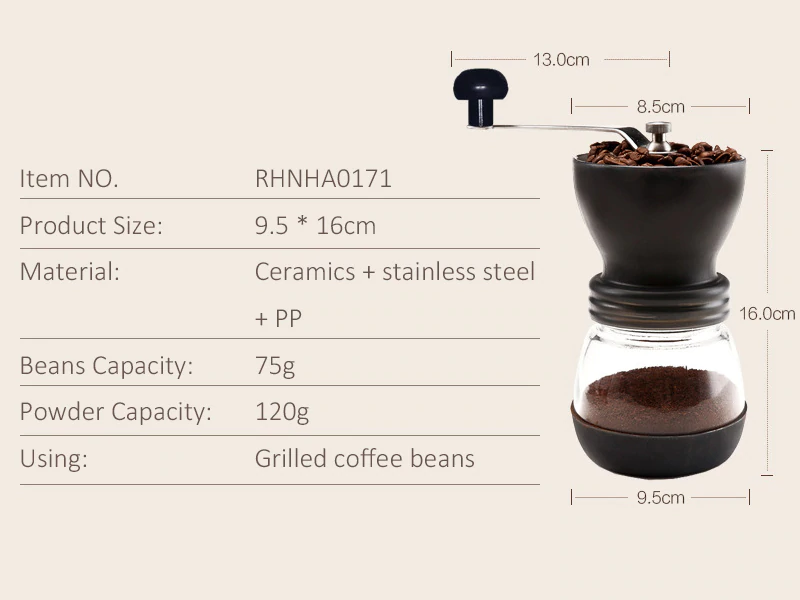 13.0cm
8.5cm
Item NO. RHNHA0171
Product Size: 9.5 * 16cm
Material: Ceramics + stainless steel
+ PP
16.0cm
Beans Capacity: 75g
Powder Capacity: 120g
Using: Grilled coffee beans
9.5cm